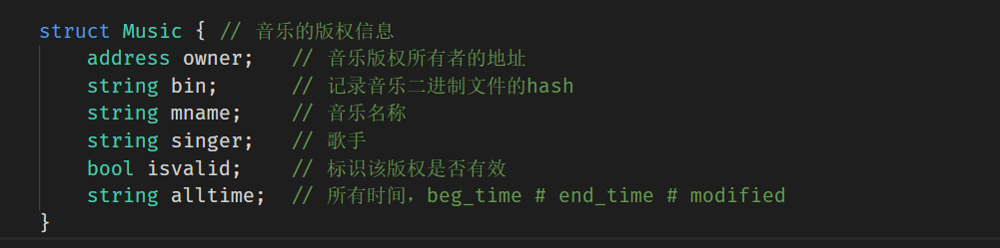 struct Music { // 音乐的版权信息
    address owner;   // 音乐版权所有者的地址
    string bin;      // 记录音乐二进制文件的hash
    string mname;    // 音乐名称
    string singer;   // 歌手
    bool isvalid;    // 标识该版权是否有效
    string alltime;  // 所有时间，beg_time # end_time # modified
}